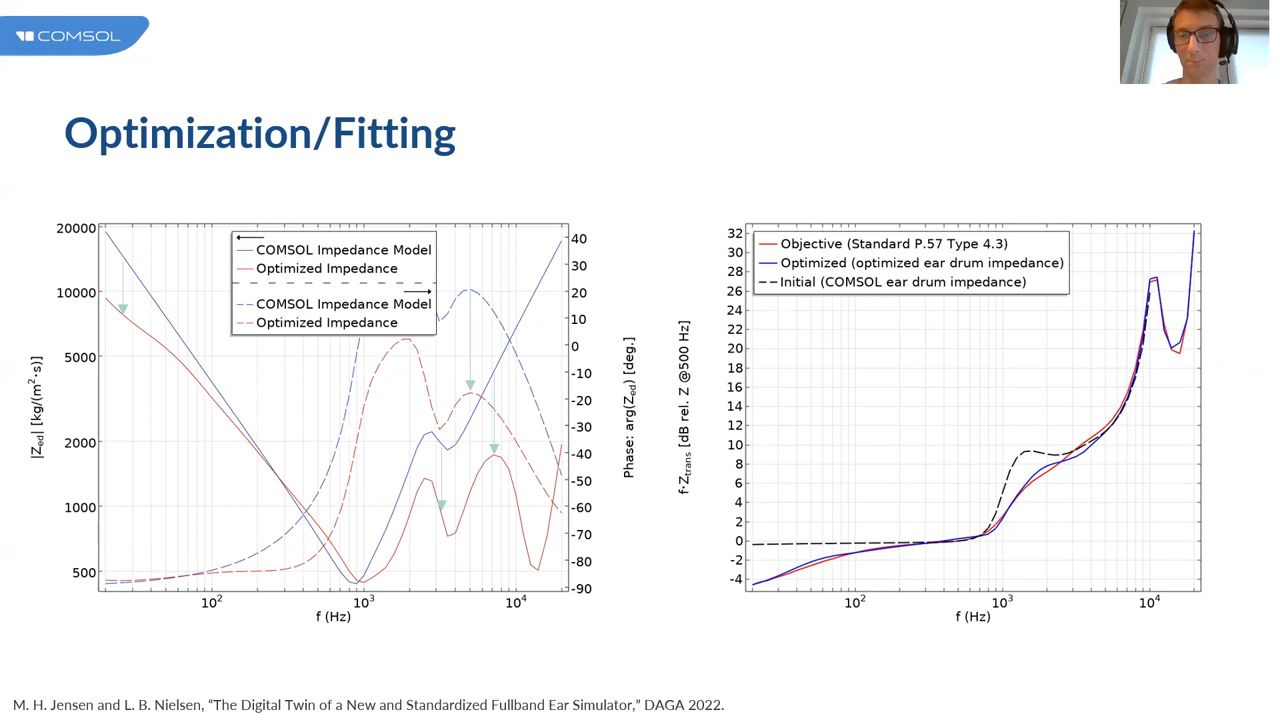 COMSOL
Optimization/Fitting
20000
10000
5000
2000
1000
500
|Zed| [kg/(m²·s)]
COMSOL Impedance Model
Optimized Impedance
COMSOL Impedance Model
Optimized Impedance
40
30
20
10
0
-10
-20
-30
-40
-50
-60
-70
-80
-90
Phase: arg(Zed) [deg.]
10² 10³ 10⁴
f (Hz)
f·Ztrans [dB rel. Z @500 Hz]
32
30
28
26
24
22
20
18
16
14
12
10
8
6
4
2
0
-2
-4
Objective (Standard P.57 Type 4.3)
Optimized (optimized ear drum impedance)
Initial (COMSOL ear drum impedance)
10² 10³ 10⁴
f (Hz)
M. H. Jensen and L. B. Nielsen, “The Digital Twin of a New and Standardized Fullband Ear Simulator,” DAGA 2022.